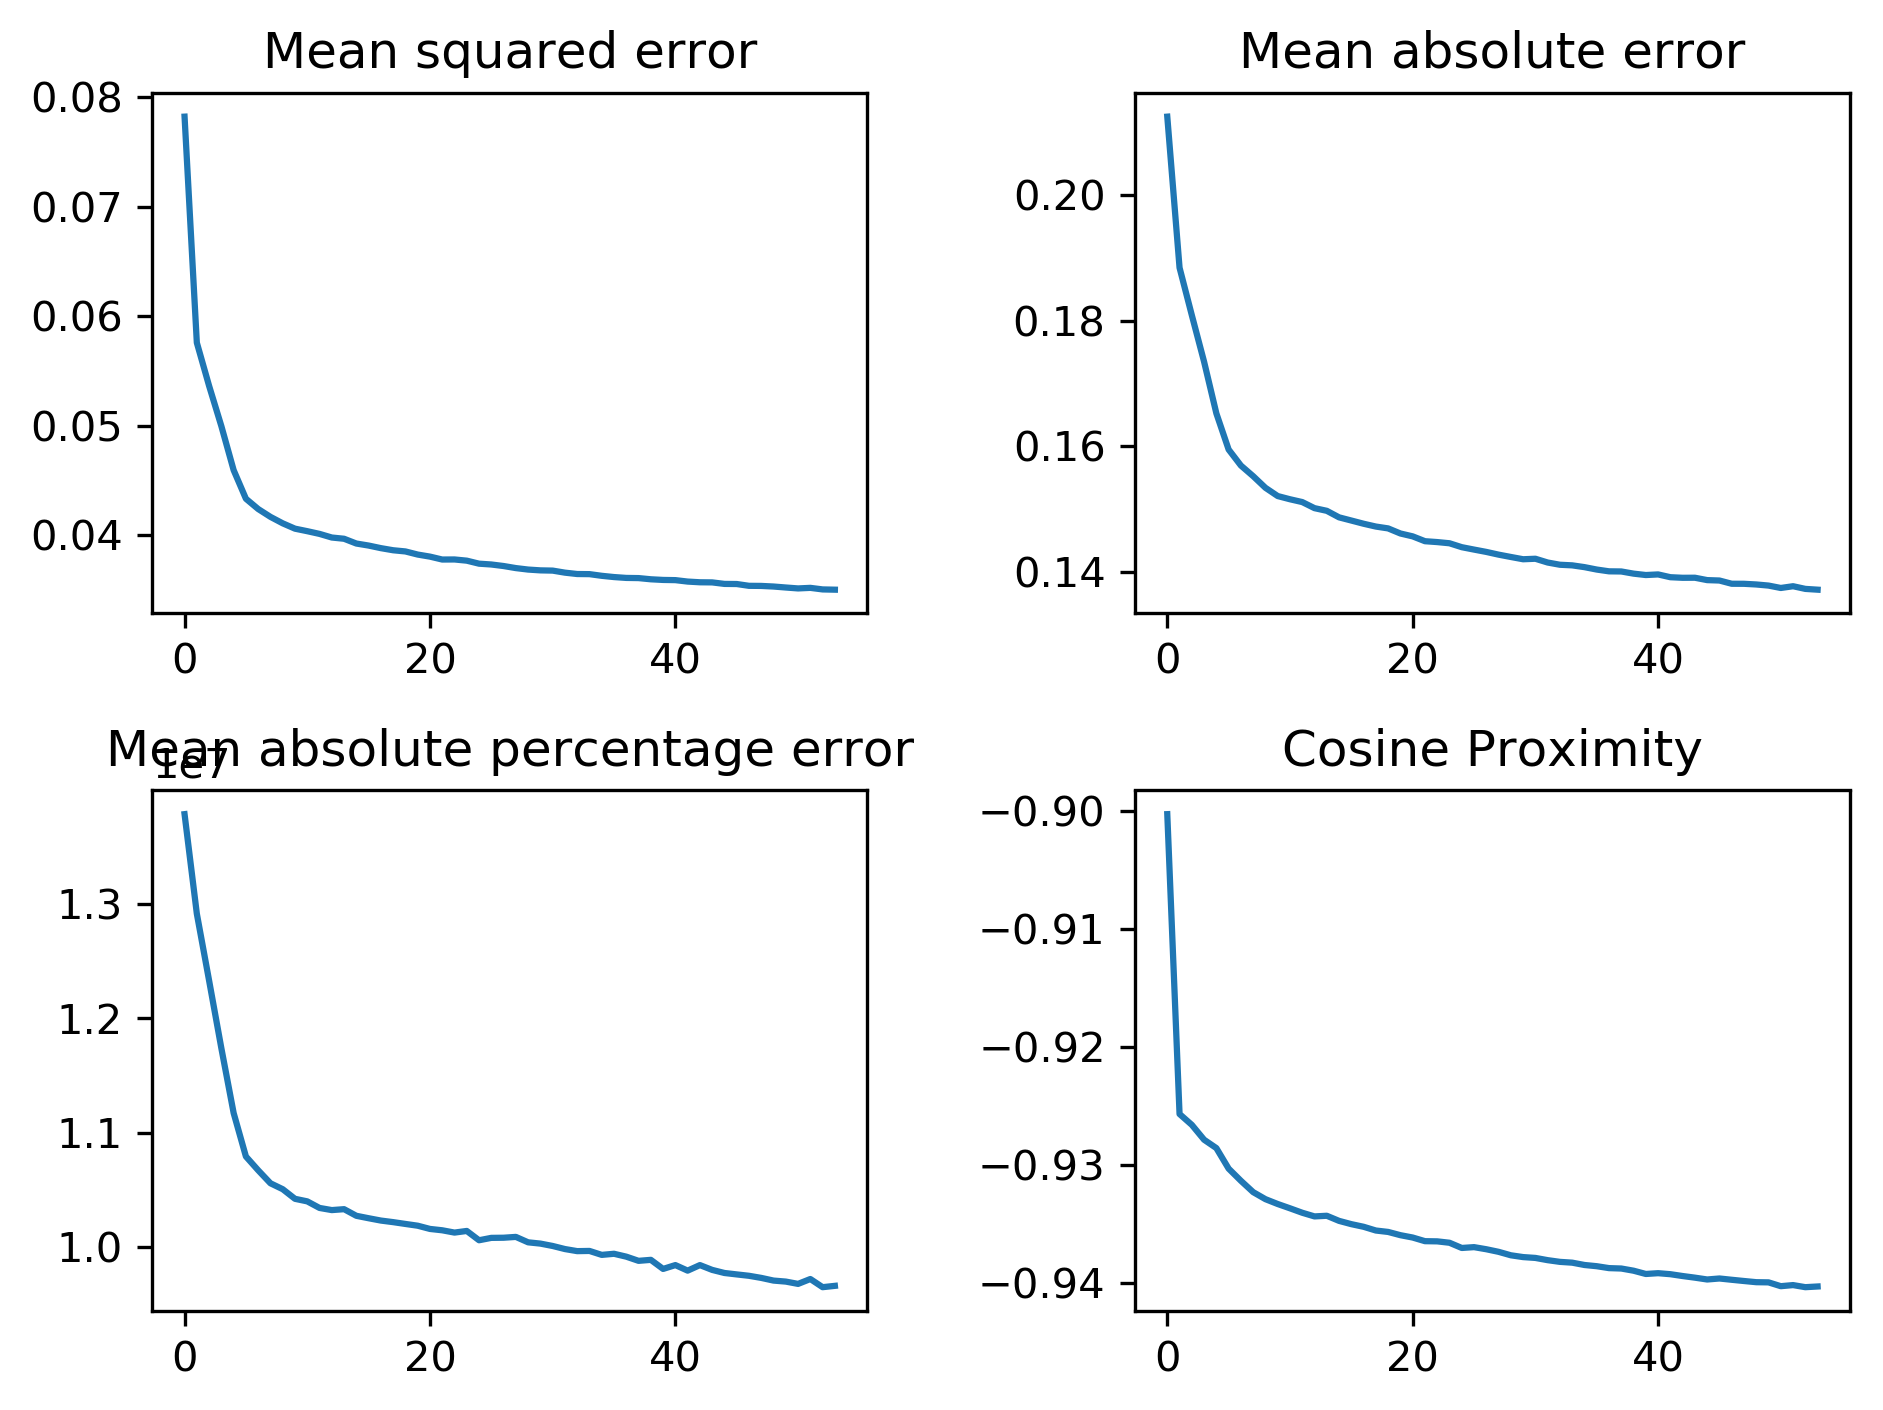 Mean squared error
0.08
0.07
0.06
0.05
0.04
0 20 40
Mean absolute error
0.20
0.18
0.16
0.14
0 20 40
Mean absolute percentage error
1e7
1.3
1.2
1.1
1.0
0 20 40
Cosine Proximity
−0.90
−0.91
−0.92
−0.93
−0.94
0 20 40